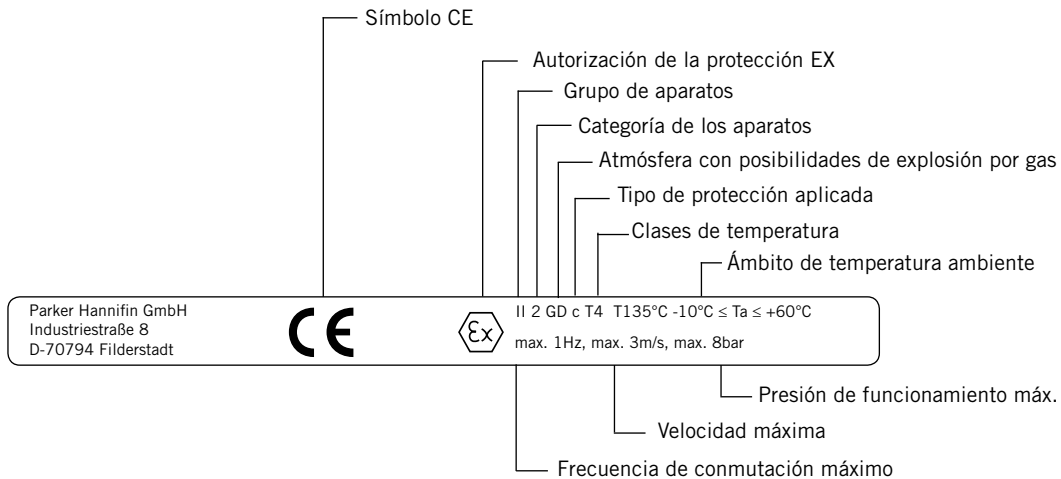 Símbolo CE
Autorización de la protección EX
Grupo de aparatos
Categoría de los aparatos
Atmósfera con posibilidades de explosión por gas
Tipo de protección aplicada
Clases de temperatura
Ámbito de temperatura ambiente
Parker Hannifin GmbH
Industriestraße 8
D-70794 Filderstadt
CE
Ex
II 2 GD c T4 T135°C -10°C ≤ Ta ≤ +60°C
max. 1Hz, max. 3m/s, max. 8bar
Presión de funcionamiento máx.
Velocidad máxima
Frecuencia de conmutación máximo